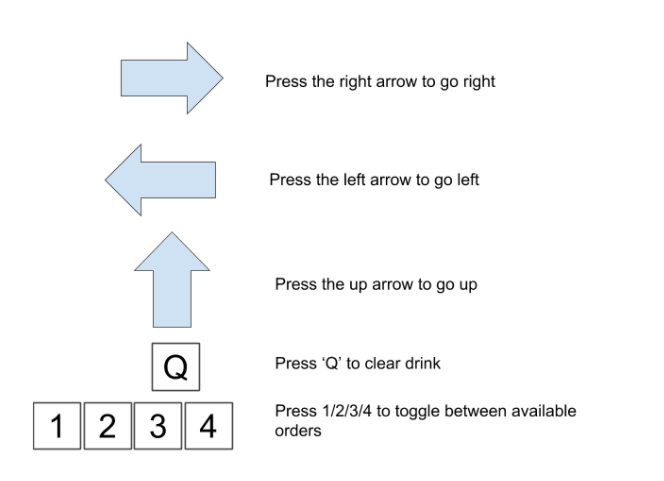 Press the right arrow to go right
Press the left arrow to go left
Press the up arrow to go up
Q
Press ‘Q’ to clear drink
1 2 3 4
Press 1/2/3/4 to toggle between available
orders